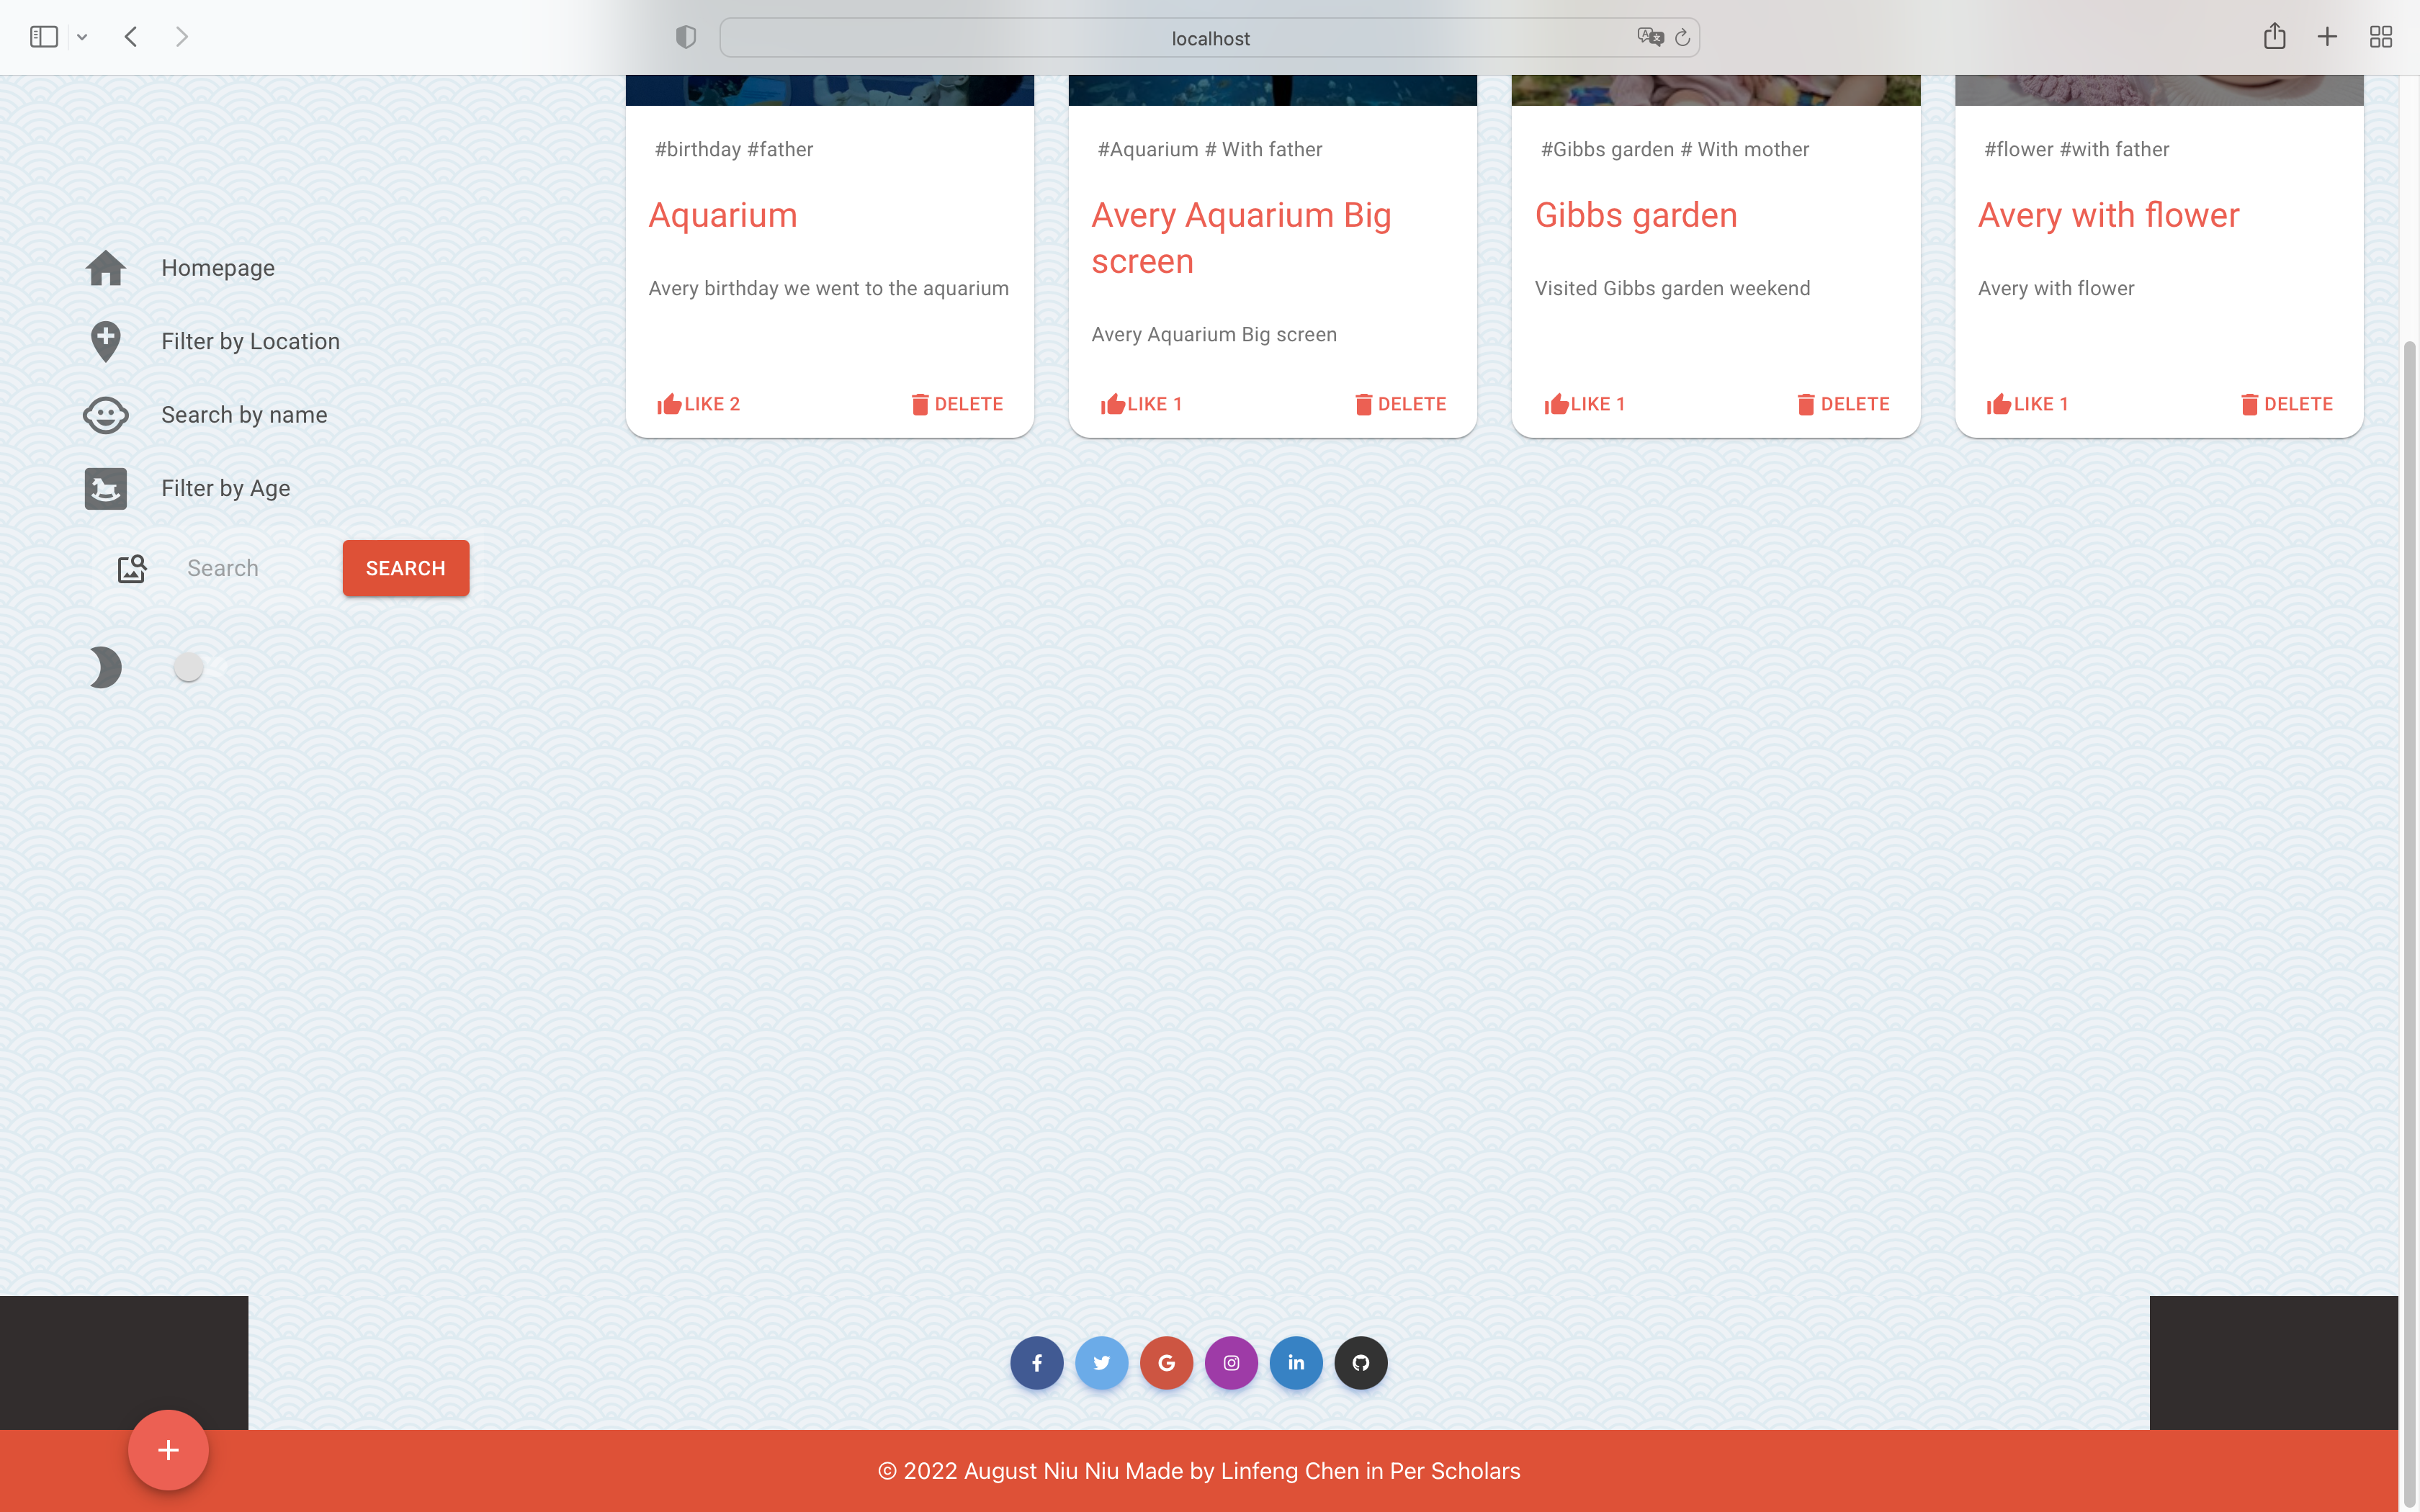 localhost
#birthday #father
Aquarium
Avery birthday we went to the aquarium
LIKE 2 DELETE
#Aquarium # With father
Avery Aquarium Big
screen
Avery Aquarium Big screen
LIKE 1 DELETE
#Gibbs garden # With mother
Gibbs garden
Visited Gibbs garden weekend
LIKE 1 DELETE
#flower #with father
Avery with flower
Avery with flower
LIKE 1 DELETE
Homepage
Filter by Location
Search by name
Filter by Age
Search SEARCH
© 2022 August Niu Niu Made by Linfeng Chen in Per Scholars